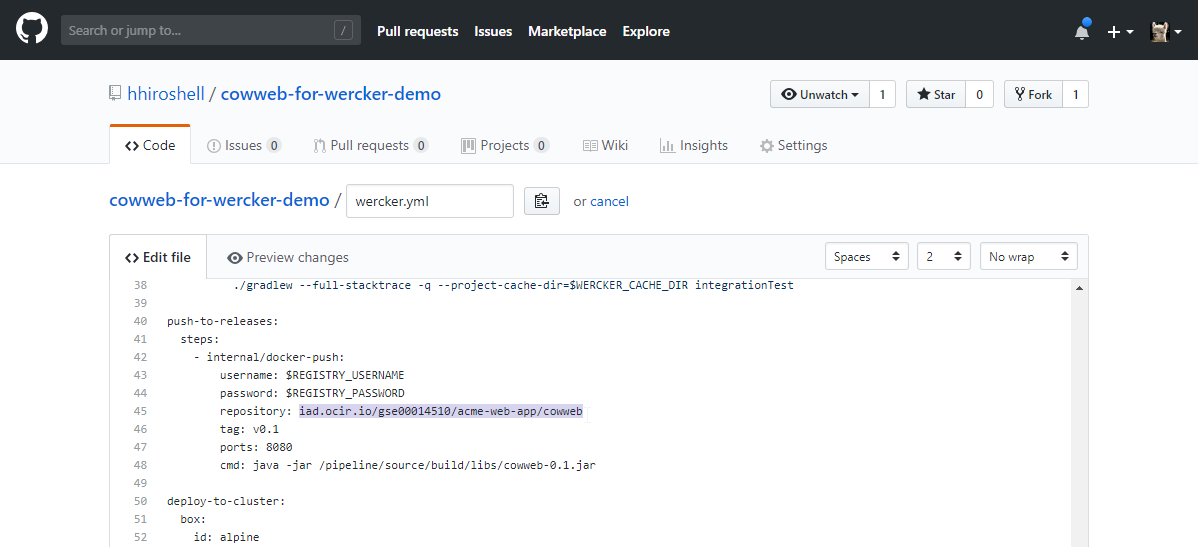 Search or jump to... /
Pull requests Issues Marketplace Explore
hhiroshell / cowweb-for-wercker-demo
Unwatch 1 Star 0 Fork 1
Code Issues 0 Pull requests 0 Projects 0 Wiki Insights Settings
cowweb-for-wercker-demo / wercker.yml or cancel
Edit file Preview changes Spaces 2 No wrap
38 ./gradlew --full-stacktrace -q --project-cache-dir=$WERCKER_CACHE_DIR integrationTest
39
40 push-to-releases:
41 steps:
42 - internal/docker-push:
43 username: $REGISTRY_USERNAME
44 password: $REGISTRY_PASSWORD
45 repository: iad.ocir.io/gse00014510/acme-web-app/cowweb
46 tag: v0.1
47 ports: 8080
48 cmd: java -jar /pipeline/source/build/libs/cowweb-0.1.jar
49
50 deploy-to-cluster:
51 box:
52 id: alpine